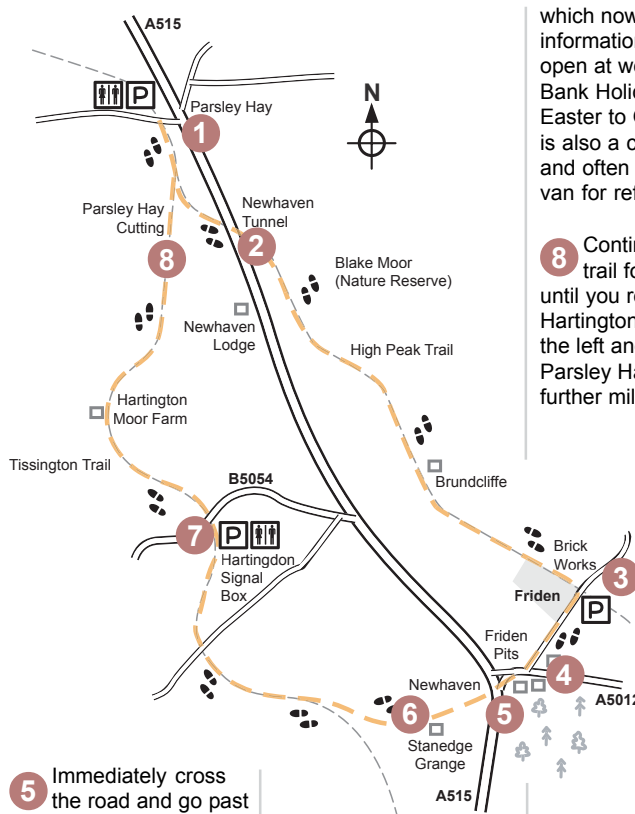 A515
P
Parsley Hay
1
N
Newhaven
Tunnel
2
Parsley Hay
Cutting
8
Blake Moor
(Nature Reserve)
Newhaven
Lodge
High Peak Trail
Hartington
Moor Farm
Tissington Trail
Brundcliffe
B5054
7
P
Hartingdon
Signal
Box
Brick
Works
3
Friden
P
Friden
Pits
4
Newhaven
A5012
5
6
Stanedge
Grange
A515
5 Immediately cross
the road and go past
which now
information
open at we
Bank Holi
Easter to O
is also a c
and often
van for ref
8 Contin
trail fo
until you re
Hartington
the left an
Parsley Ha
further mil